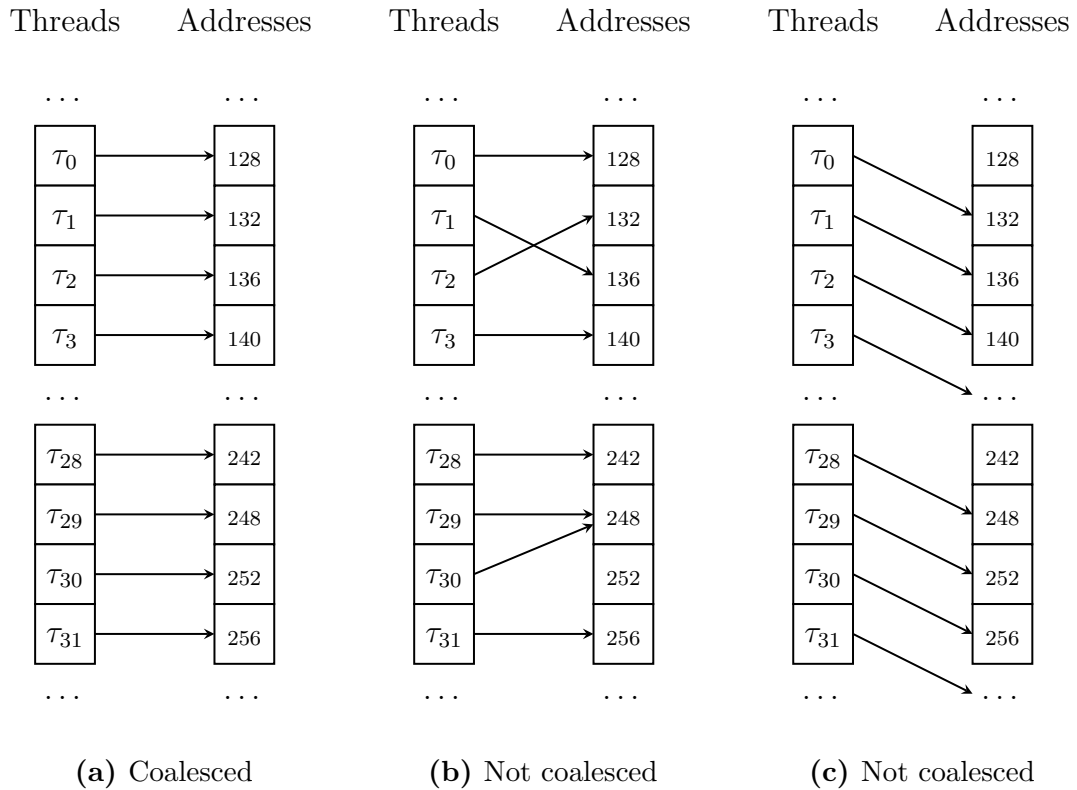 Threads Addresses Threads Addresses Threads Addresses
... ... ... ... ... ...
τ0 128 τ0 128 τ0 128
τ1 132 τ1 132 τ1 132
τ2 136 τ2 136 τ2 136
τ3 140 τ3 140 τ3 140
... ... ... ... ... ...
τ28 242 τ28 242 τ28 242
τ29 248 τ29 248 τ29 248
τ30 252 τ30 252 τ30 252
τ31 256 τ31 256 τ31 256
... ... ... ... ... ...
(a) Coalesced (b) Not coalesced (c) Not coalesced